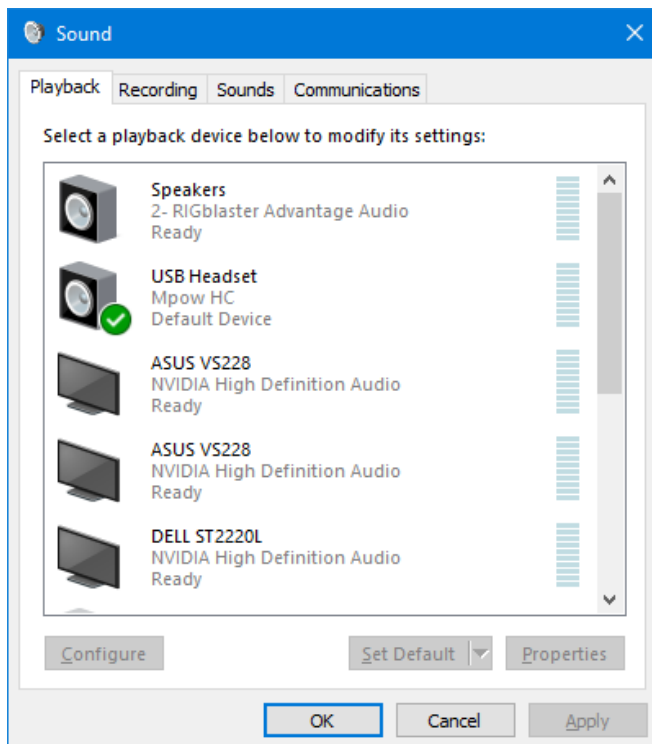 Sound
Playback Recording Sounds Communications
Select a playback device below to modify its settings:
Speakers
2- RIGblaster Advantage Audio
Ready
USB Headset
Mpow HC
Default Device
ASUS VS228
NVIDIA High Definition Audio
Ready
ASUS VS228
NVIDIA High Definition Audio
Ready
DELL ST2220L
NVIDIA High Definition Audio
Ready
Configure Set Default Properties
OK Cancel Apply